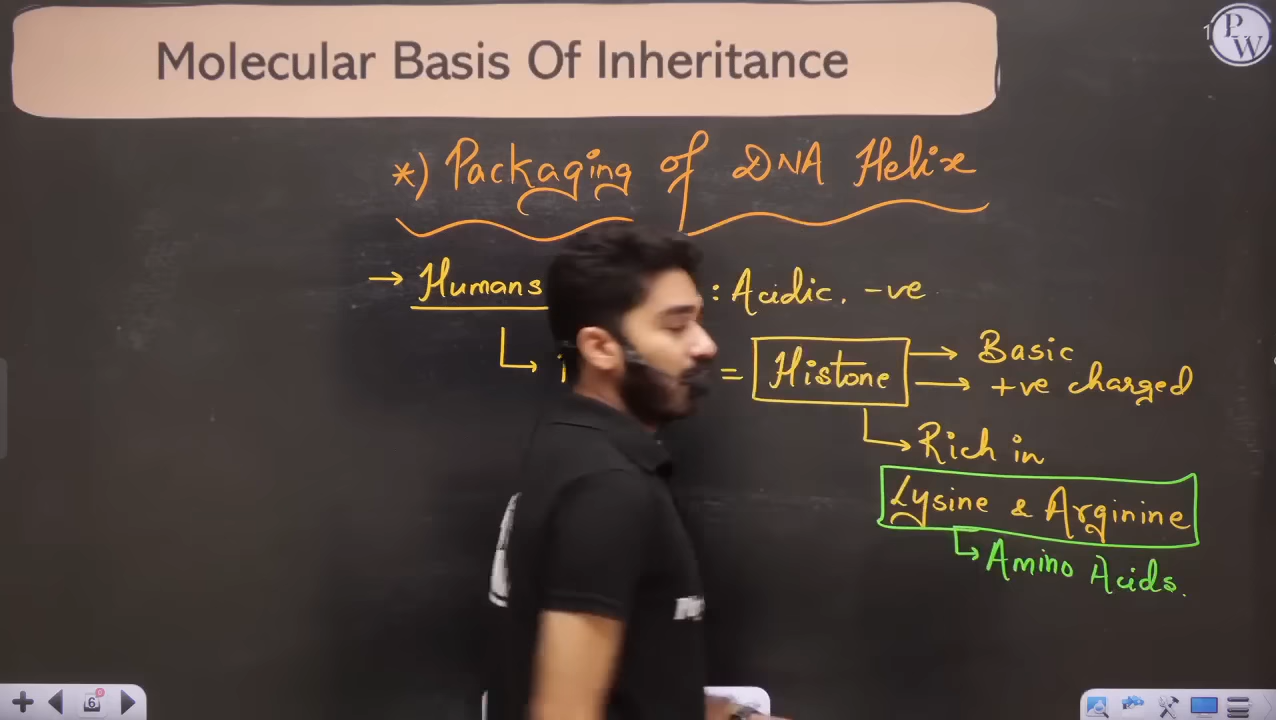 Molecular Basis Of Inheritance
PW
*) Packaging of DNA Helix
→ Humans : Acidic. -ve
= Histone → Basic
→ +ve charged
Rich in
Lysine & Arginine
Amino Acids.
6